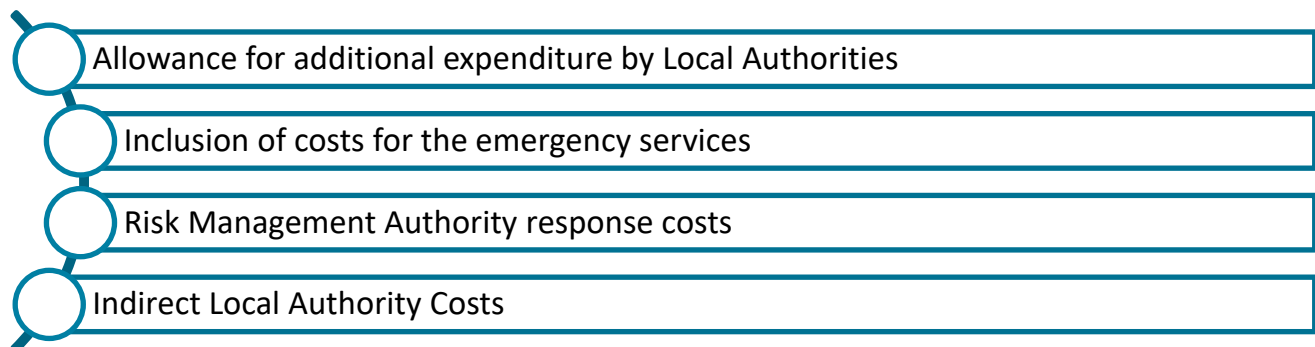 Allowance for additional expenditure by Local Authorities
Inclusion of costs for the emergency services
Risk Management Authority response costs
Indirect Local Authority Costs